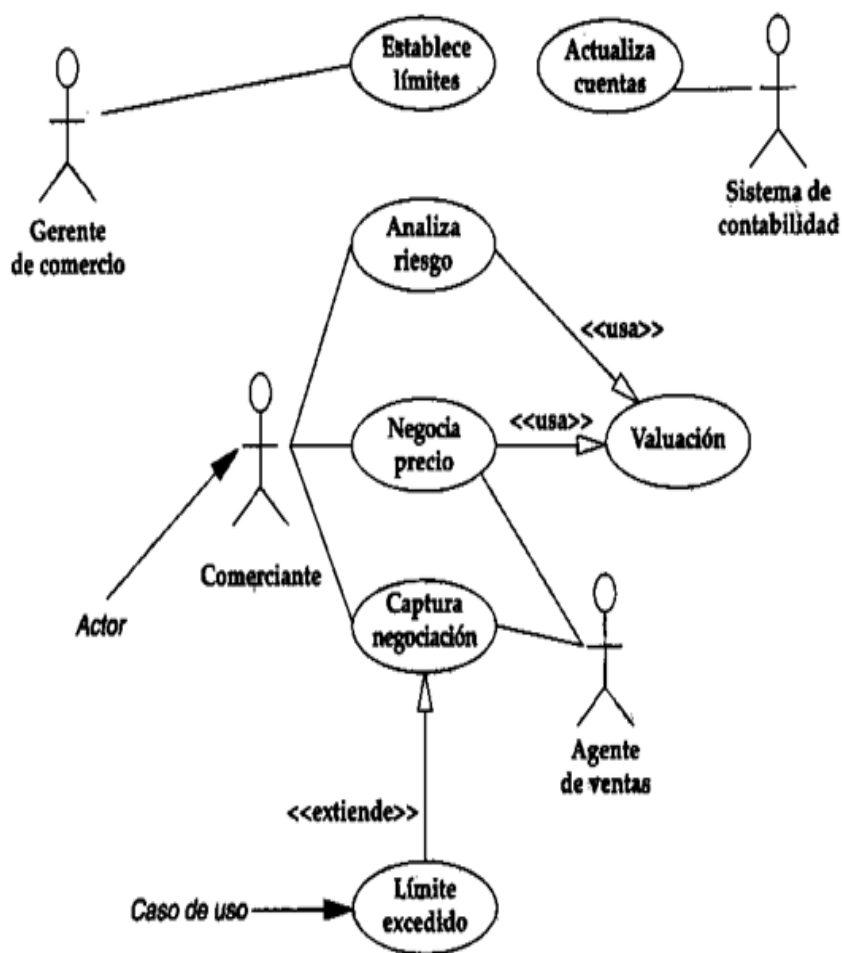 Establece
límites
Actualiza
cuentas
Gerente
de comercio
Sistema de
contabilidad
Analiza
riesgo
<<usa>>
Negocia
precio
<<usa>>
Valuación
Comerciante
Actor
Captura
negociación
Agente
de ventas
<<extiende>>
Caso de uso
Límite
excedido